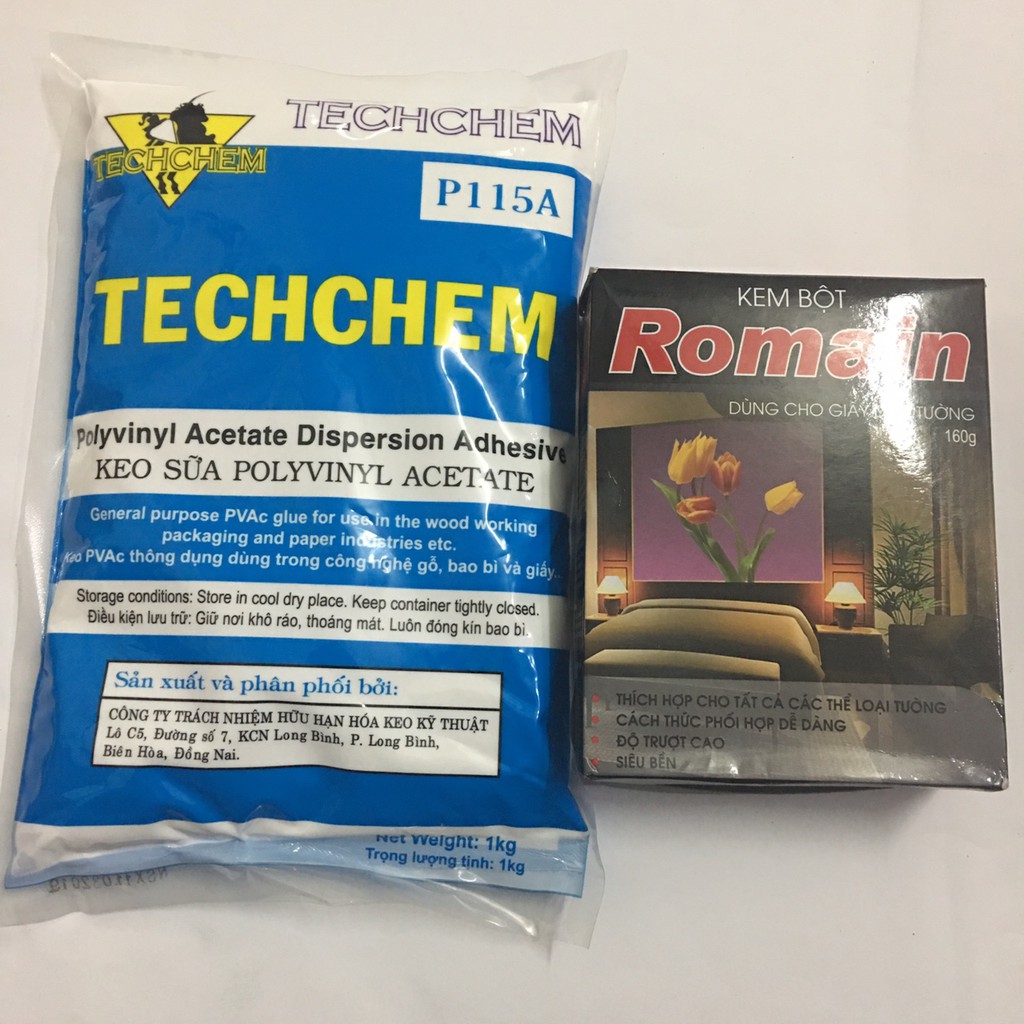 TECHCHEM
TECHCHEM
P115A
TECHCHEM
Polyvinyl Acetate Dispersion Adhesive
KEO SỮA POLYVINYL ACETATE
General purpose PVAc glue for use in the wood working
packaging and paper industries etc.
Keo PVAc thông dụng dùng trong công nghệ gỗ, bao bì và giấy..
Storage conditions: Store in cool dry place. Keep container tightly closed.
Điều kiện lưu trữ: Giữ nơi khô ráo, thoáng mát. Luôn đóng kín bao bì.
Sản xuất và phân phối bởi:
CÔNG TY TRÁCH NHIỆM HỮU HẠN HÓA KEO KỸ THUẬT
Lô C5, Đường số 7, KCN Long Bình, P. Long Bình,
Biên Hòa, Đồng Nai.
Net Weight: 1kg
Trọng lượng tịnh: 1kg
NSX11032019
KEM BỘT
Romain
DÙNG CHO GIẤY TƯỜNG
160g
THÍCH HỢP CHO TẤT CẢ CÁC THỂ LOẠI TƯỜNG
CÁCH THỨC PHỐI HỢP DỄ DÀNG
ĐỘ TRƯỢT CAO
SIÊU BỀN